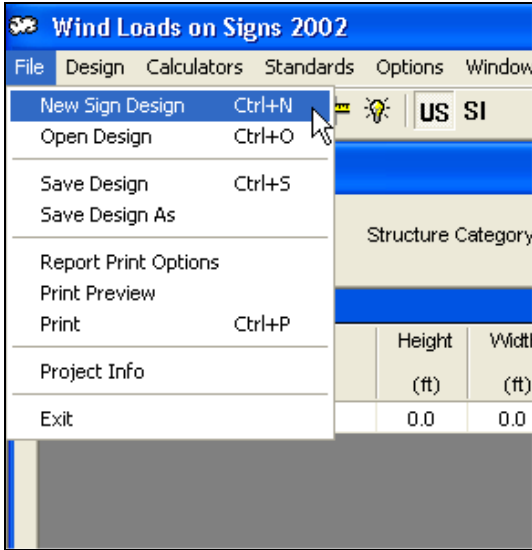 Wind Loads on Signs 2002
File Design Calculators Standards Options Window
New Sign Design Ctrl+N
US SI
Open Design Ctrl+O
Save Design Ctrl+S
Save Design As
Structure Category
Report Print Options
Print Preview
Print Ctrl+P
Height Width
Project Info
(ft) (ft)
Exit
0.0 0.0